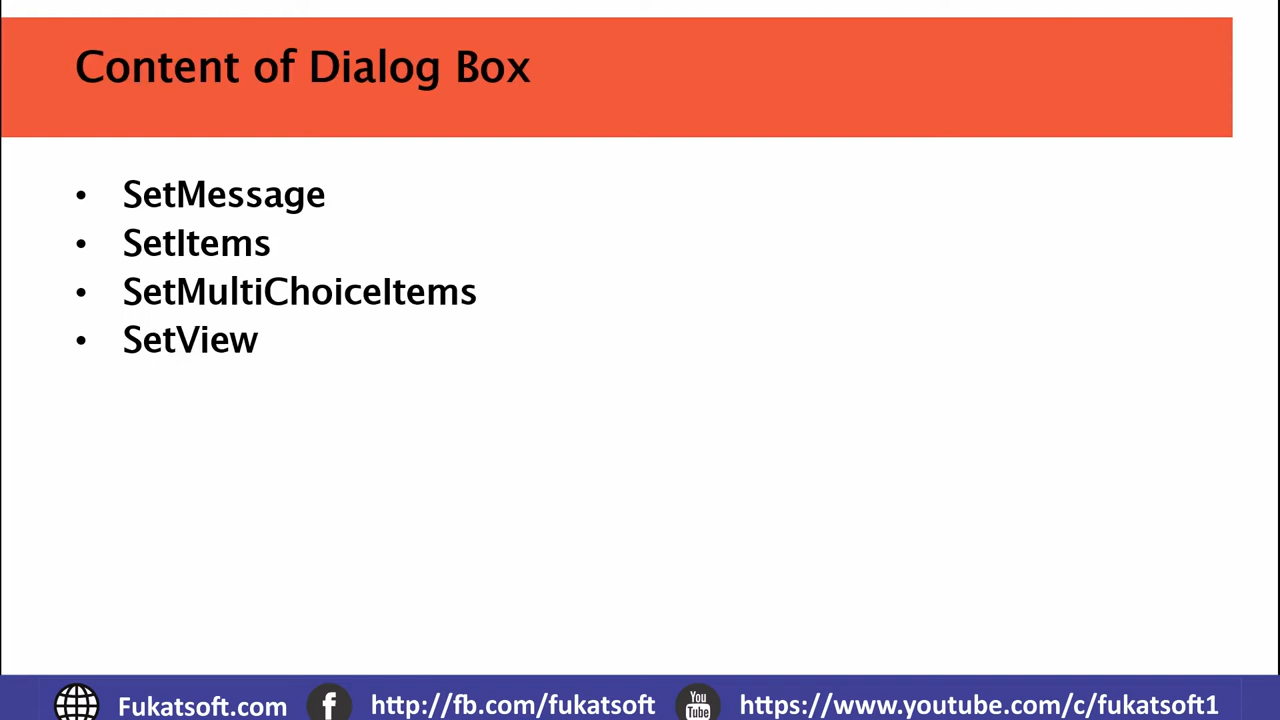 Content of Dialog Box
• SetMessage
• SetItems
• SetMultiChoiceItems
• SetView
Fukatsoft.com f http://fb.com/fukatsoft You Tube https://www.youtube.com/c/fukatsoft1